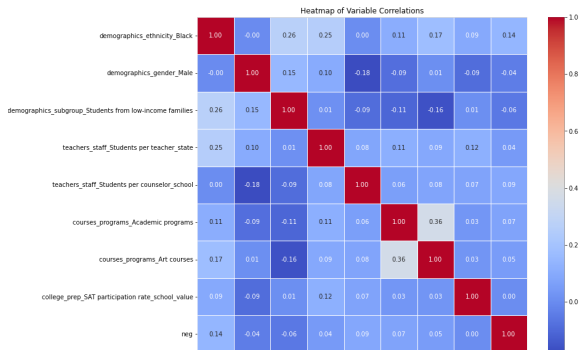 Heatmap of Variable Correlations
demographics_ethnicity_Black 1.00 -0.00 0.26 0.25 0.00 0.11 0.17 0.09 0.14
demographics_gender_Male -0.00 1.00 0.15 0.10 -0.18 -0.09 0.01 -0.09 -0.04
demographics_subgroup_Students from low-income families 0.26 0.15 1.00 0.01 -0.09 -0.11 -0.16 0.01 -0.06
teachers_staff_Students per teacher_state 0.25 0.10 0.01 1.00 0.08 0.11 0.09 0.12 0.04
teachers_staff_Students per counselor_school 0.00 -0.18 -0.09 0.08 1.00 0.06 0.08 0.07 0.09
courses_programs_Academic programs 0.11 -0.09 -0.11 0.11 0.06 1.00 0.36 0.03 0.07
courses_programs_Art courses 0.17 0.01 -0.16 0.09 0.08 0.36 1.00 0.03 0.05
college_prep_SAT participation rate_school_value 0.09 -0.09 0.01 0.12 0.07 0.03 0.03 1.00 0.00
neg 0.14 -0.04 -0.06 0.04 0.09 0.07 0.05 0.00 1.00
1.0
0.8
0.6
0.4
0.2
0.0